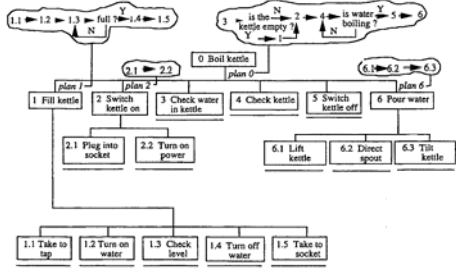 1.1 1.2 1.3 full ? Y 1.4 1.5
N
3 is the kettle empty ? N 2 4 is water boiling ? Y 5 6
Y 1 N
0 Boil kettle
2.1 2.2
6.1 6.2 6.3
plan 1
plan 2
plan 0
plan 6
1 Fill kettle
2 Switch
kettle on
3 Check water
in kettle
4 Check kettle
5 Switch
kettle off
6 Pour water
2.1 Plug into
socket
2.2 Turn on
power
6.1 Lift
kettle
6.2 Direct
spout
6.3 Tilt
kettle
1.1 Take to
tap
1.2 Turn on
water
1.3 Check
level
1.4 Turn off
water
1.5 Take to
socket